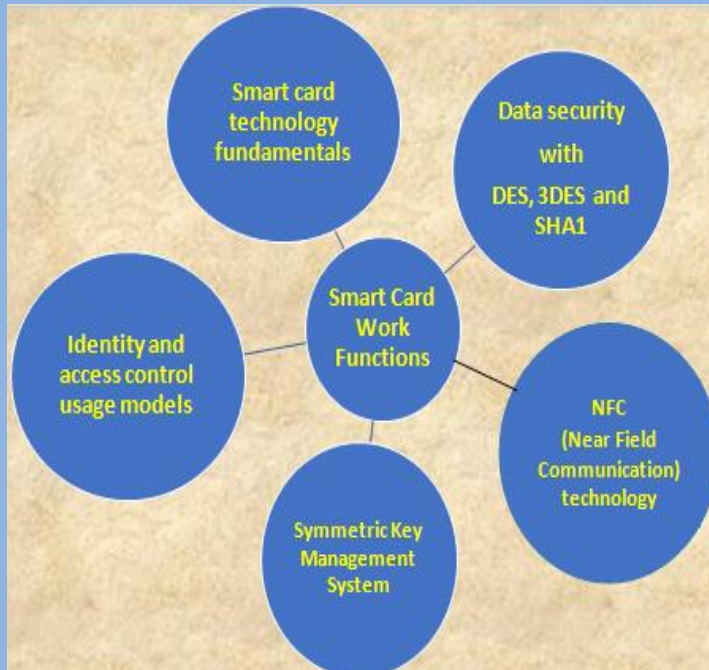 Smart card
technology
fundamentals
Data security
with
DES, 3DES and
SHA1
Smart Card
Work
Functions
Identity and
access control
usage models
NFC
(Near Field
Communication)
technology
Symmetric Key
Management
System